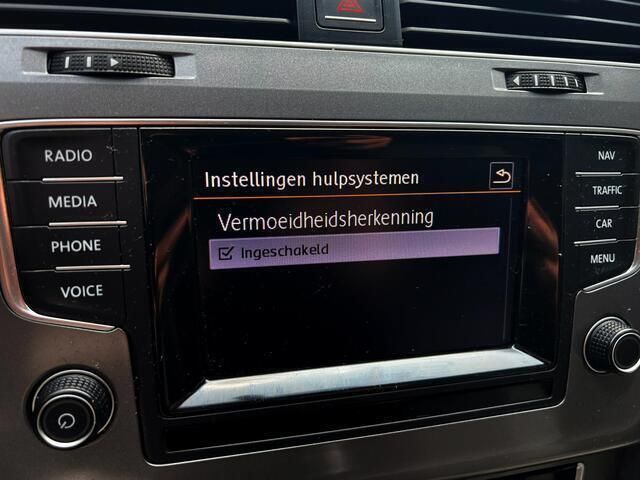 RADIO
MEDIA
PHONE
VOICE
Instellingen hulpsystemen
Vermoeidheidsherkenning
Ingeschakeld
NAV
TRAFFIC
CAR
MENU